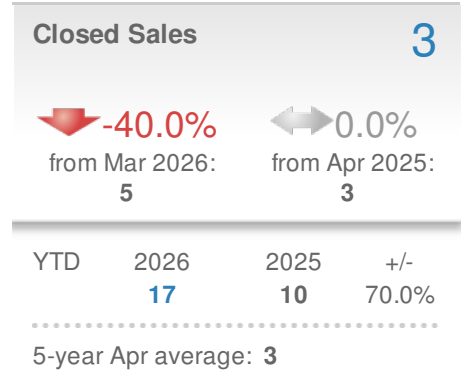 Closed Sales 3
-40.0% 0.0%
from Mar 2026: from Apr 2025:
5 3
YTD 2026 2025 +/-
17 10 70.0%
5-year Apr average: 3